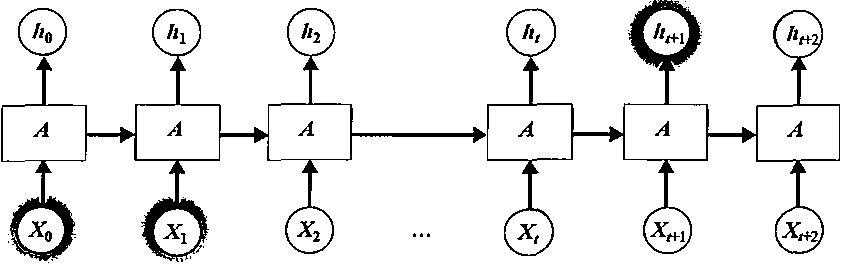 h₀ h₁ h₂ hₜ hₜ₊₁ hₜ₊₂
A A A A A A
X₀ X₁ X₂ ... Xₜ Xₜ₊₁ Xₜ₊₂